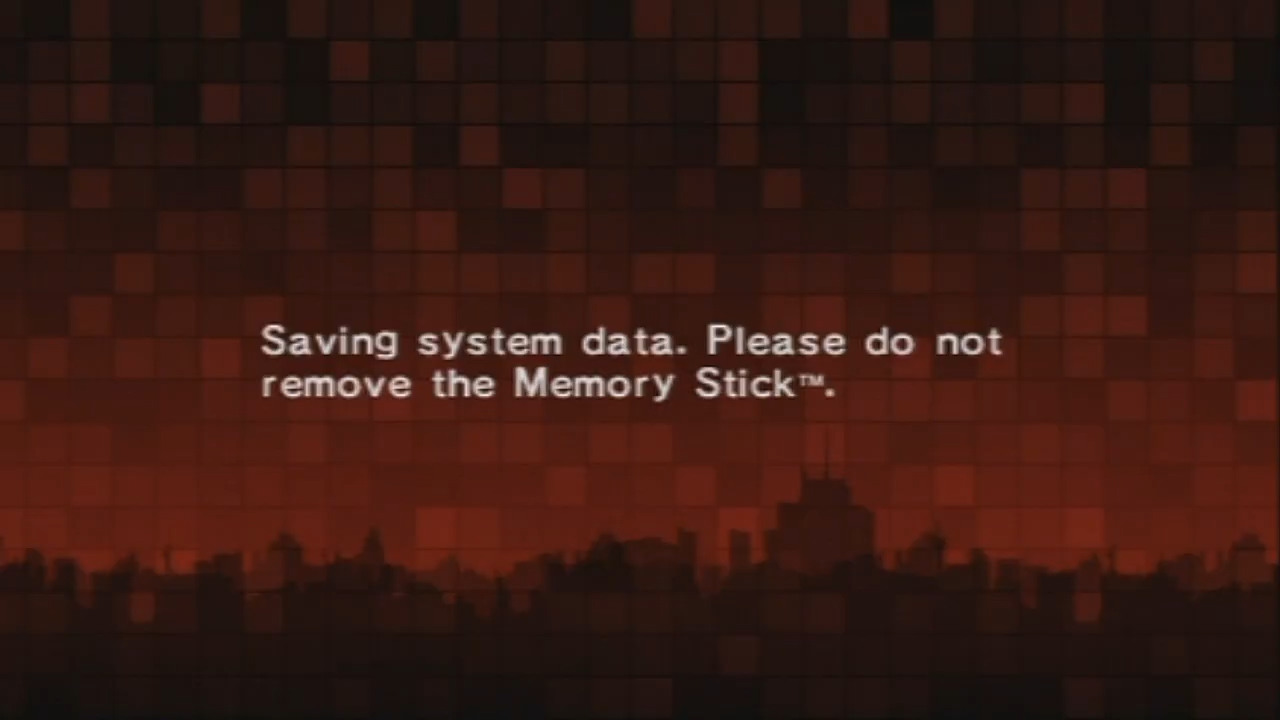 Saving system data. Please do not
remove the Memory Stick™.